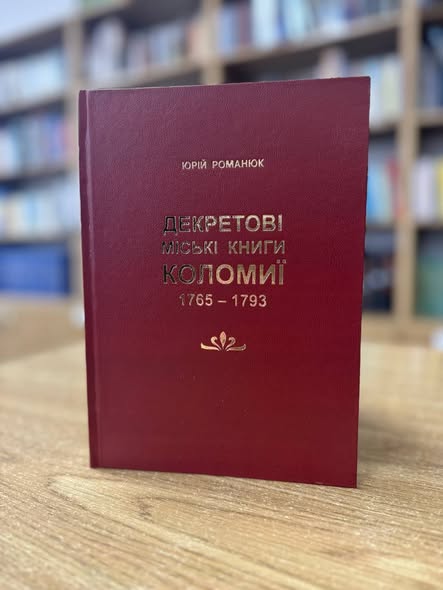 ЮРІЙ РОМАНЮК
ДЕКРЕТОВІ
МІСЬКІ КНИГИ
КОЛОМИЇ
1765 – 1793